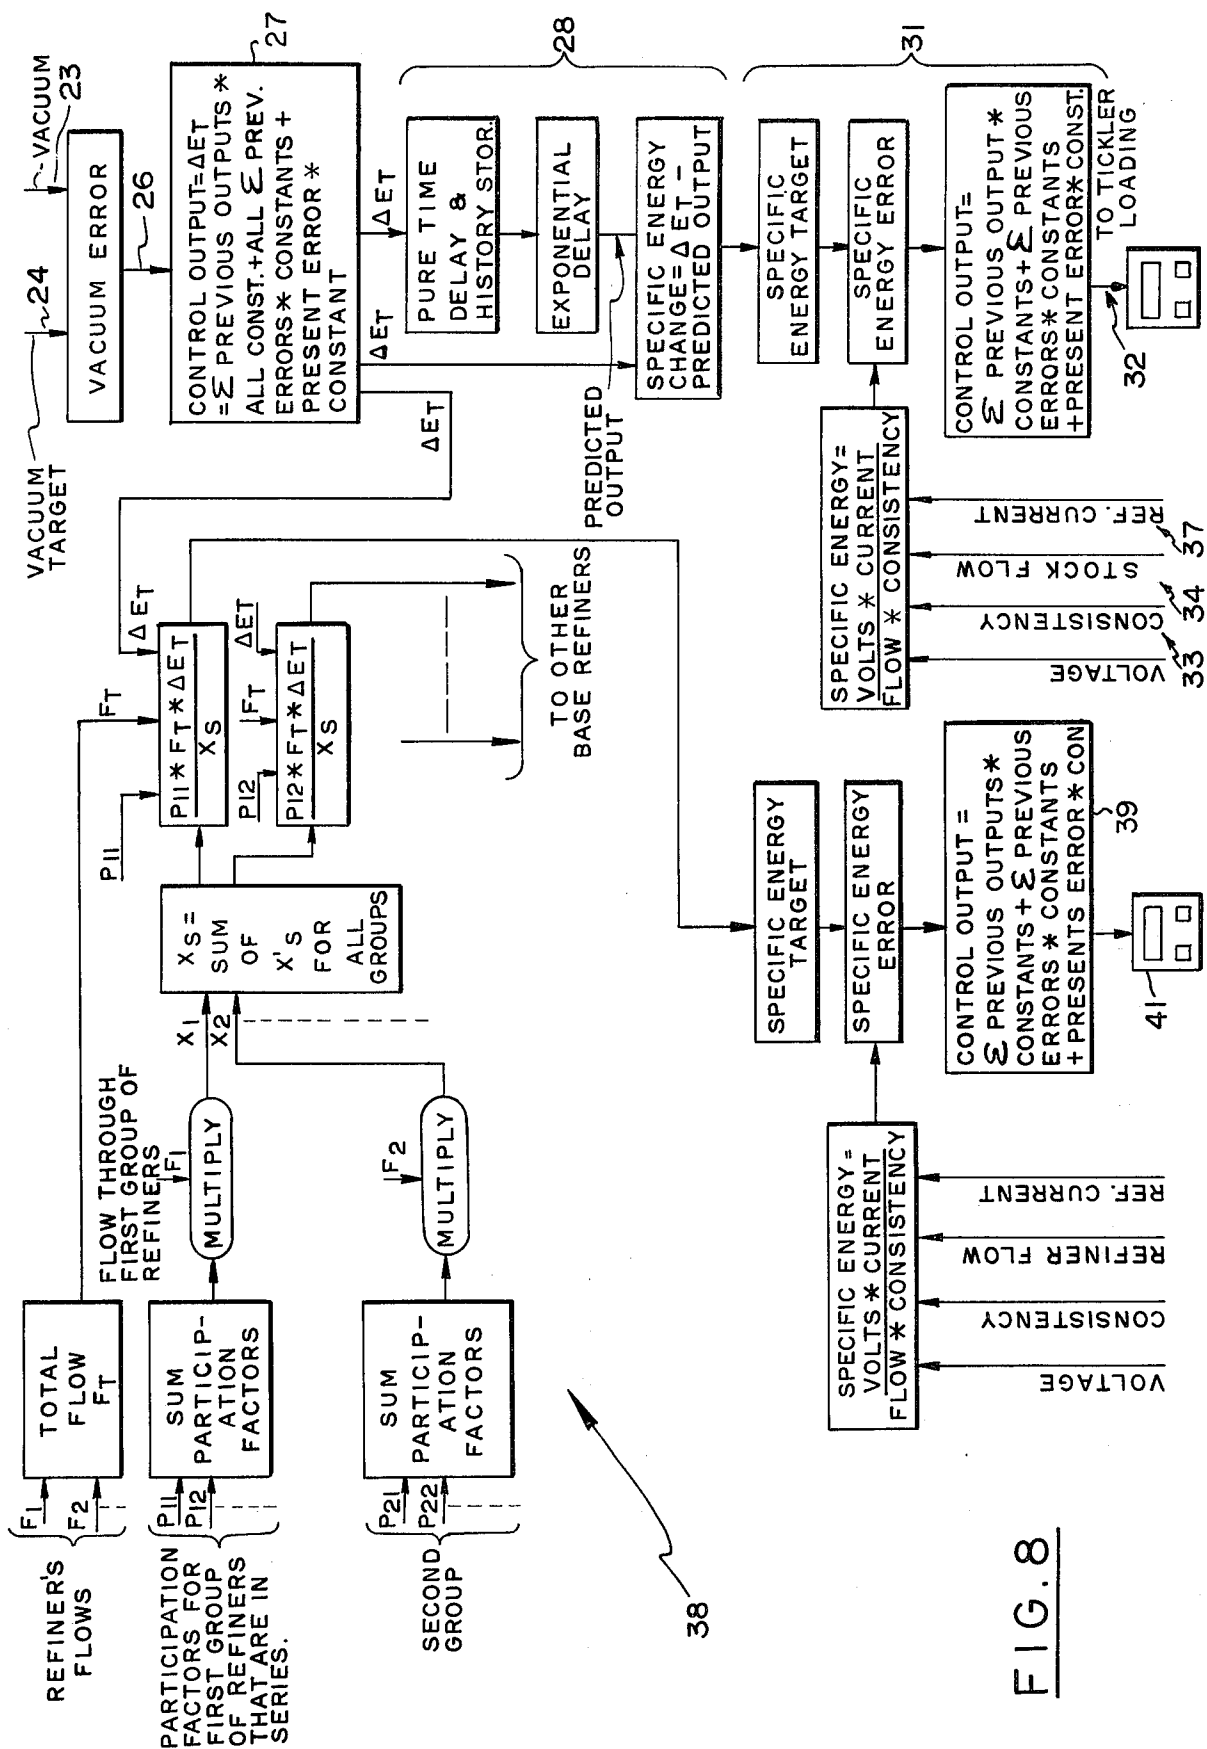 REFINER'S
FLOWS
F1
F2
TOTAL
FLOW
FT
PARTICIPATION
FACTORS FOR
FIRST GROUP
OF REFINERS
THAT ARE IN
SERIES.
P11
P12
SUM
PARTICIP-
ATION
FACTORS
FLOW THROUGH
FIRST GROUP OF
REFINERS
F1
MULTIPLY
X1
X2
SECOND
GROUP
P21
P22
SUM
PARTICIP-
ATION
FACTORS
F2
MULTIPLY
XS =
SUM
OF
X'S
FOR
ALL
GROUPS
P11
FT
ΔET
P11 * FT * ΔET
XS
P12
FT
ΔET
P12 * FT * ΔET
XS
TO OTHER
BASE REFINERS
VACUUM
TARGET
24
VACUUM
23
VACUUM ERROR
26
27
CONTROL OUTPUT=ΔET
=Σ PREVIOUS OUTPUTS *
ALL CONST.+ALL Σ PREV.
ERRORS * CONSTANTS +
PRESENT ERROR *
CONSTANT
ΔET
ΔET
ΔET
28
PURE TIME
DELAY &
HISTORY STOR.
EXPONENTIAL
DELAY
PREDICTED
OUTPUT
SPECIFIC ENERGY
CHANGE=ΔET -
PREDICTED OUTPUT
31
SPECIFIC
ENERGY TARGET
SPECIFIC
ENERGY ERROR
SPECIFIC ENERGY=
VOLTS * CURRENT
FLOW * CONSISTENCY
VOLTAGE
CONSISTENCY
33
STOCK FLOW
34
REF. CURRENT
37
CONTROL OUTPUT=
Σ PREVIOUS OUTPUT *
CONSTANTS + Σ PREVIOUS
ERRORS * CONSTANTS
+PRESENT ERROR * CONST.
TO TICKLER
LOADING
32
SPECIFIC ENERGY
TARGET
SPECIFIC ENERGY
ERROR
SPECIFIC ENERGY=
VOLTS * CURRENT
FLOW * CONSISTENCY
VOLTAGE
CONSISTENCY
REFINER FLOW
REF. CURRENT
CONTROL OUTPUT =
Σ PREVIOUS OUTPUTS *
CONSTANTS + Σ PREVIOUS
ERRORS * CONSTANTS
+PRESENTS ERROR * CON
39
41
38
FIG. 8